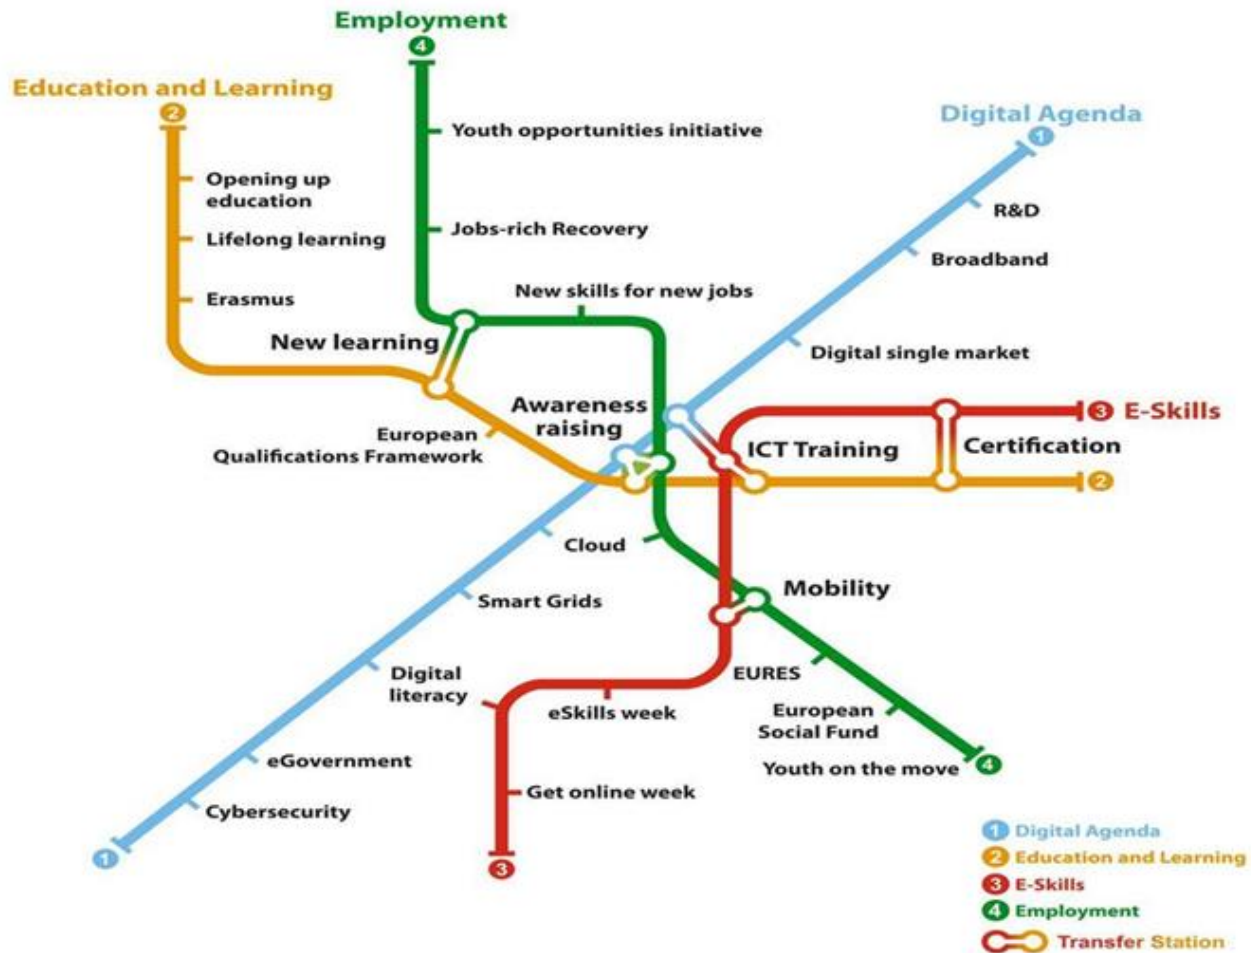 Employment
4
Education and Learning
2
Digital Agenda
1
Youth opportunities initiative
Opening up
education
R&D
Jobs-rich Recovery
Lifelong learning
Broadband
New skills for new jobs
Erasmus
New learning
Digital single market
Awareness
raising
3 E-Skills
European
Qualifications Framework
ICT Training
Certification
2
Cloud
Mobility
Smart Grids
Digital
literacy
EURES
eSkills week
European
Social Fund
eGovernment
Youth on the move
4
Get online week
Cybersecurity
1
3
1 Digital Agenda
2 Education and Learning
3 E-Skills
4 Employment
Transfer Station